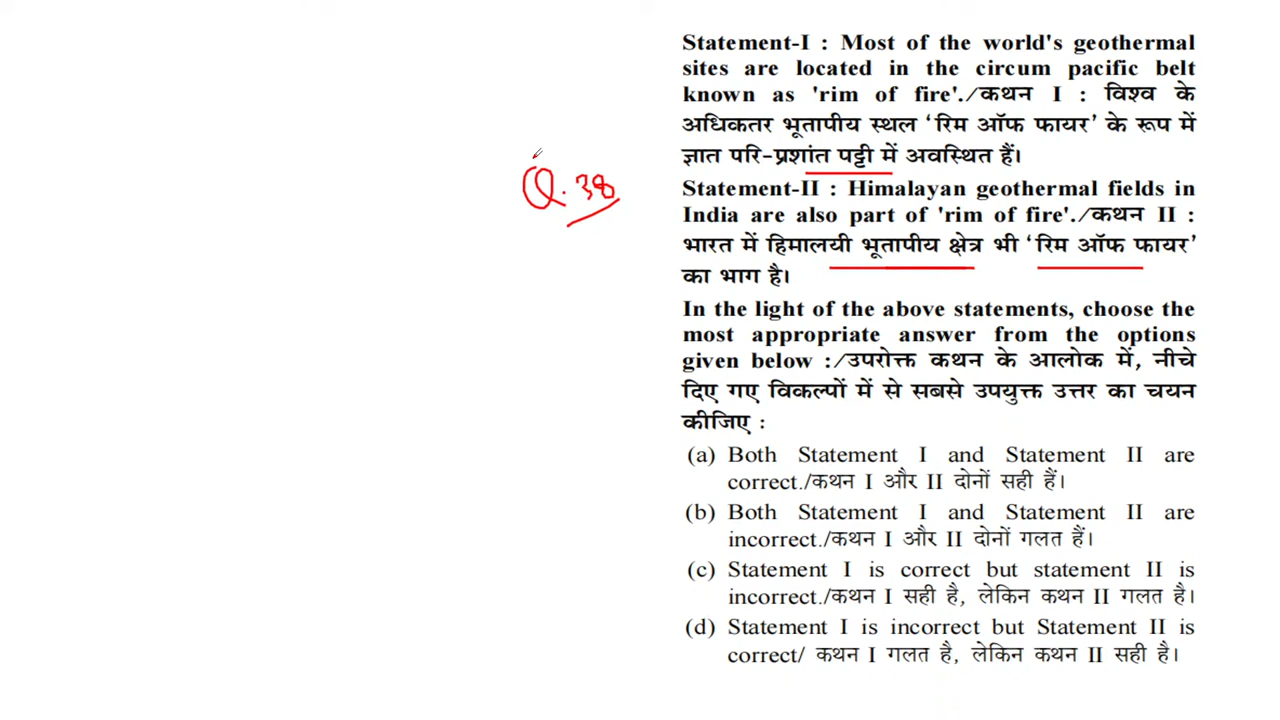 Statement-I : Most of the world's geothermal
sites are located in the circum pacific belt
known as 'rim of fire'./कथन I : विश्व के
अधिकतर भूतापीय स्थल 'रिम ऑफ फायर' के रूप में
ज्ञात परि-प्रशांत पट्टी में अवस्थित हैं।
Q. 38
Statement-II : Himalayan geothermal fields in
India are also part of 'rim of fire'./कथन II :
भारत में हिमालयी भूतापीय क्षेत्र भी 'रिम ऑफ फायर'
का भाग है।
In the light of the above statements, choose the
most appropriate answer from the options
given below :/उपरोक्त कथन के आलोक में, नीचे
दिए गए विकल्पों में से सबसे उपयुक्त उत्तर का चयन
कीजिए :
(a) Both Statement I and Statement II are
correct./कथन I और II दोनों सही हैं।
(b) Both Statement I and Statement II are
incorrect./कथन I और II दोनों गलत हैं।
(c) Statement I is correct but statement II is
incorrect./कथन I सही है, लेकिन कथन II गलत है।
(d) Statement I is incorrect but Statement II is
correct/ कथन I गलत है, लेकिन कथन II सही है।